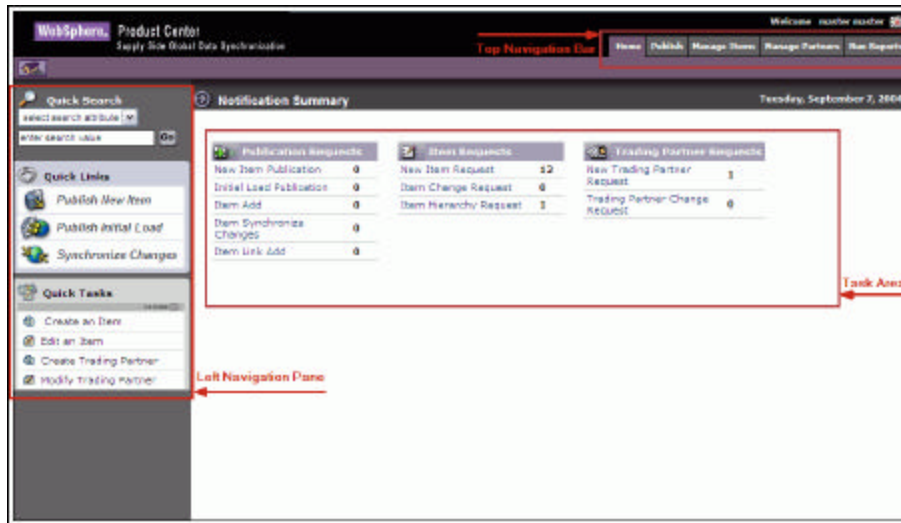 WebSphere. Product Center
Supply Side Global Data Synchronization
Welcome master master
Top Navigation Bar
Home Publish Manage Items Manage Partners Run Reports
Quick Search
select search attribute
enter search value Go
Notification Summary
Tuesday, September 7, 2004
Publication Requests
New Item Publication 0
Initial Load Publication 0
Item Add 0
Item Synchronize Changes 0
Item Link Add 0
Item Requests
New Item Request 12
Item Change Request 0
Item Hierarchy Request 1
Trading Partner Requests
New Trading Partner Request 1
Trading Partner Change Request 0
Task Area
Quick Links
Publish New Item
Publish Initial Load
Synchronize Changes
Quick Tasks
Create an Item
Edit an Item
Create Trading Partner
Modify Trading Partner
Left Navigation Pane